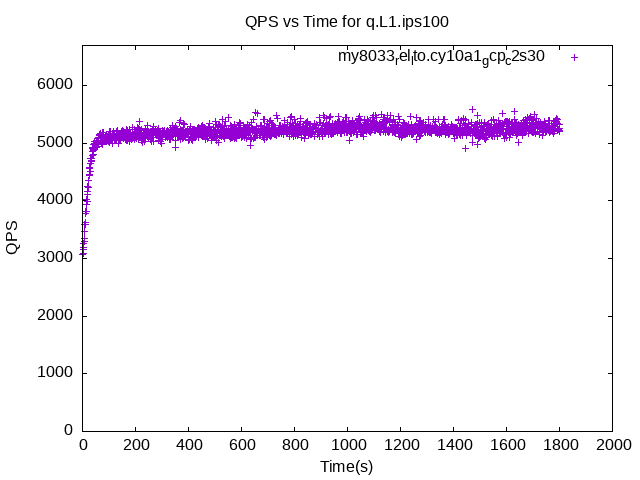 QPS vs Time for q.L1.ips100
my8033relito.cy10a1gcpc2s30
6000
5000
4000
3000
2000
1000
0
QPS
0 200 400 600 800 1000 1200 1400 1600 1800 2000
Time(s)